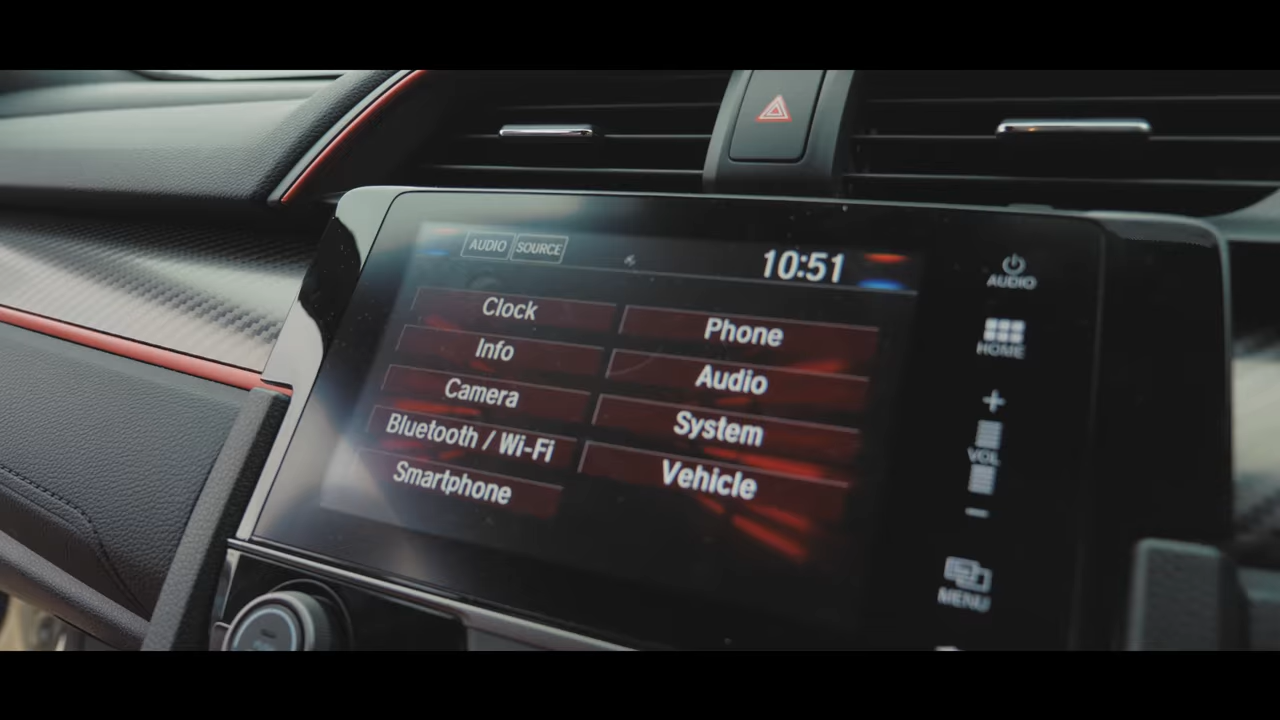 AUDIO SOURCE
10:51
Clock
Info
Camera
Bluetooth / Wi-Fi
Smartphone
Phone
Audio
System
Vehicle
AUDIO
HOME
+
VOL
−
MENU